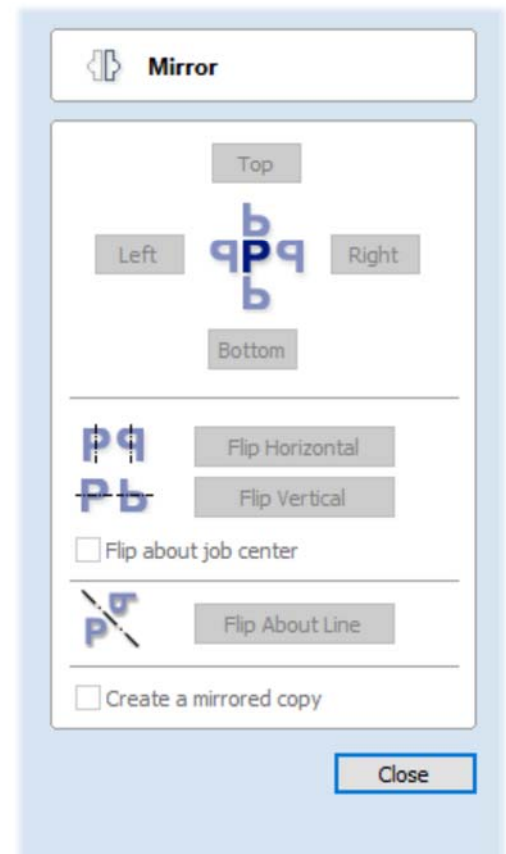 Mirror
Top
Left
Right
Bottom
Flip Horizontal
Flip Vertical
Flip about job center
Flip About Line
Create a mirrored copy
Close